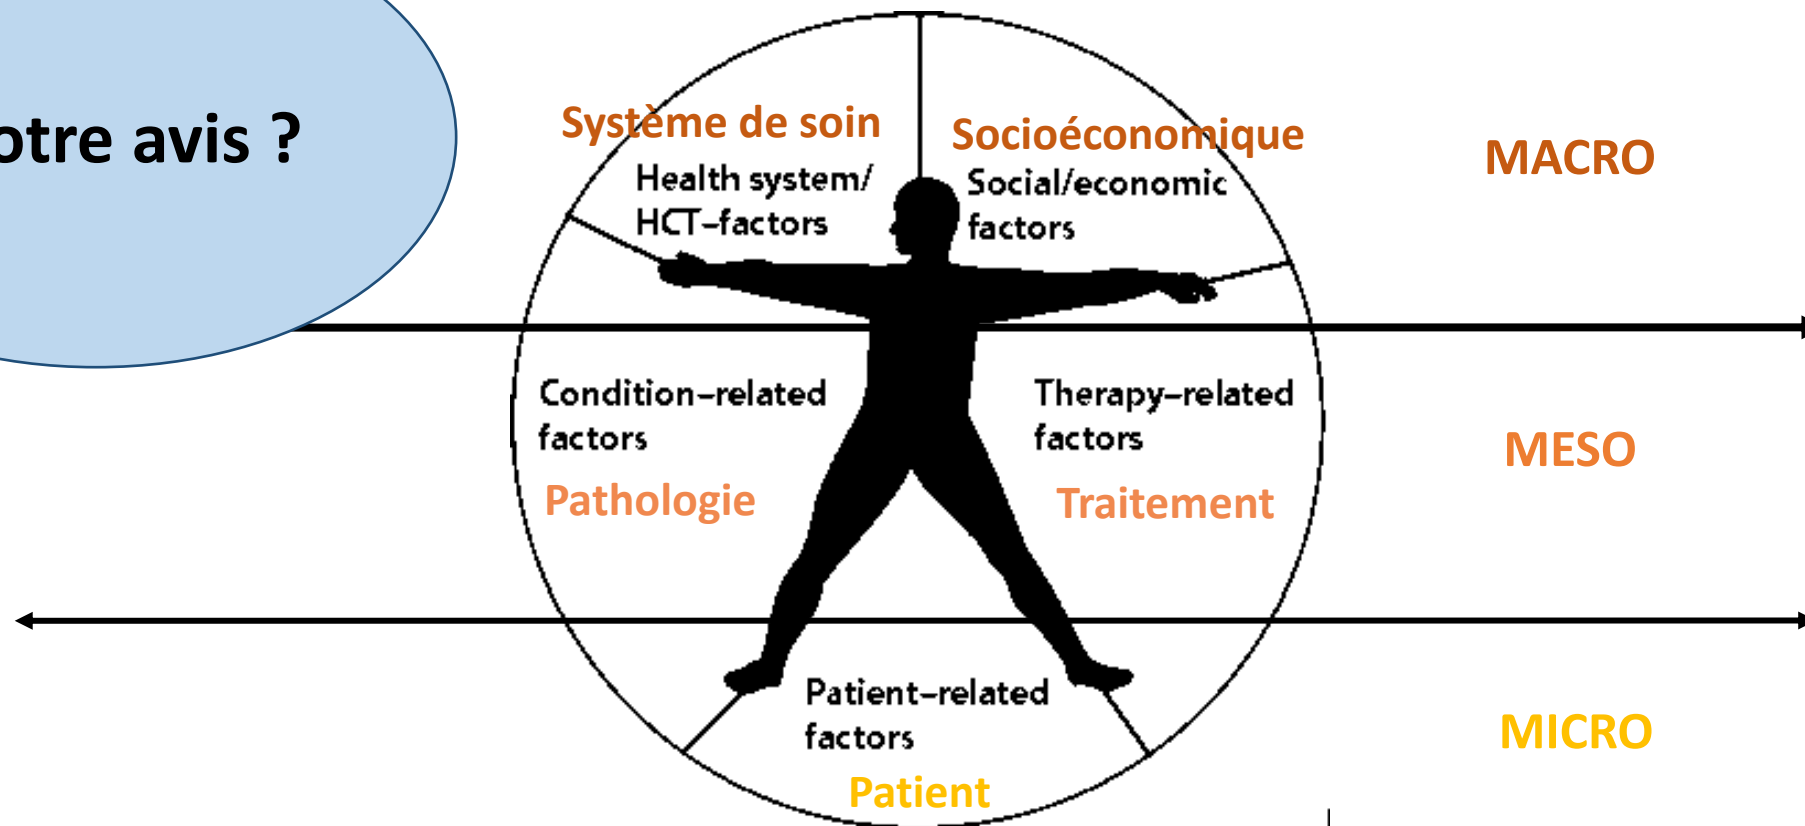 otre avis ?
Système de soin
Health system/
HCT-factors
Socioéconomique
Social/economic
factors
MACRO
Condition-related
factors
Pathologie
Therapy-related
factors
Traitement
MESO
Patient-related
factors
Patient
MICRO